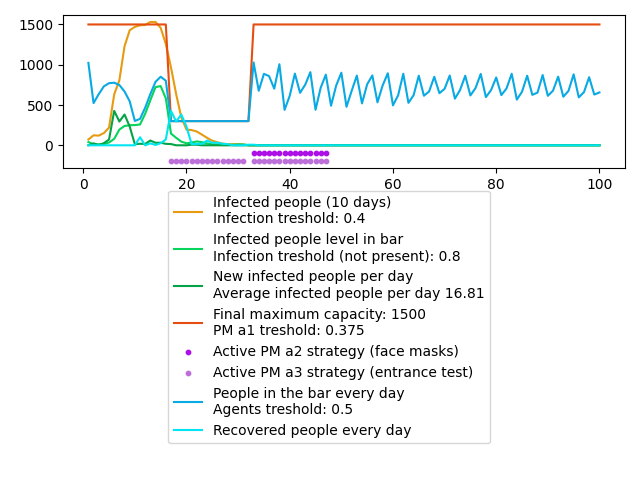 1500
1000
500
0
0
20
40
60
80
100
Infected people (10 days)
Infection treshold: 0.4
Infected people level in bar
Infection treshold (not present): 0.8
New infected people per day
Average infected people per day 16.81
Final maximum capacity: 1500
PM a1 treshold: 0.375
Active PM a2 strategy (face masks)
Active PM a3 strategy (entrance test)
People in the bar every day
Agents treshold: 0.5
Recovered people every day